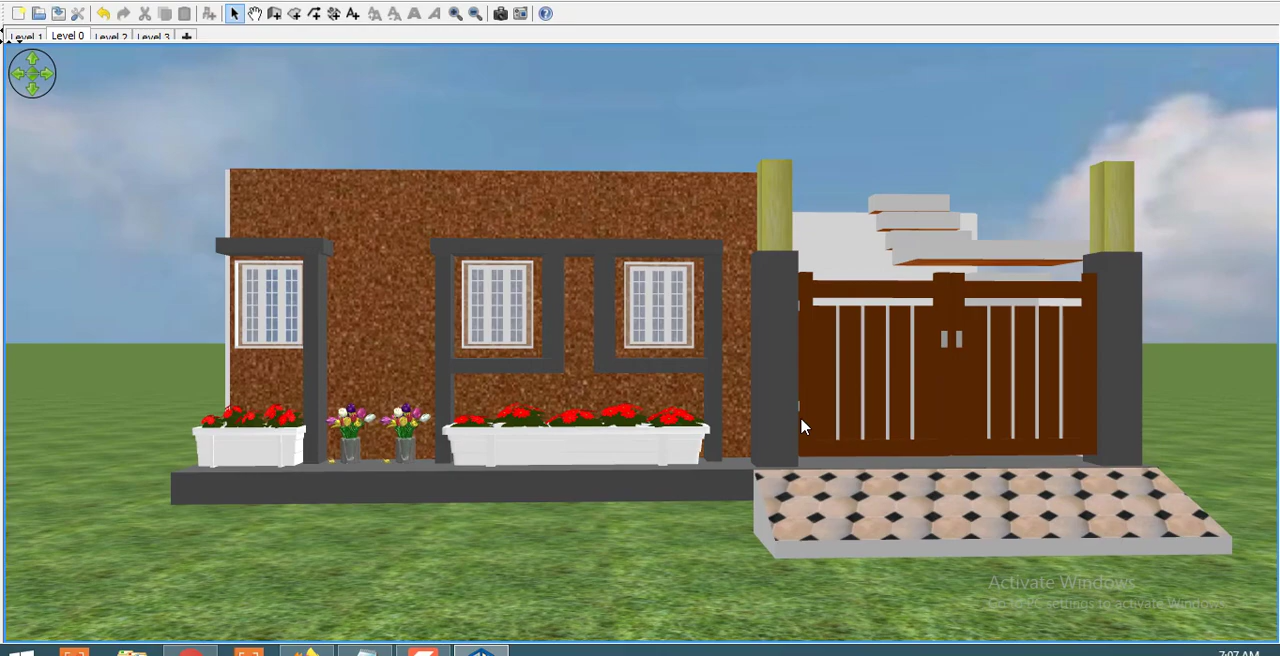 Level 1 Level 0 Level 2 Level 3
Activate Windows
Go to PC settings to activate Windows.
7:07 AM